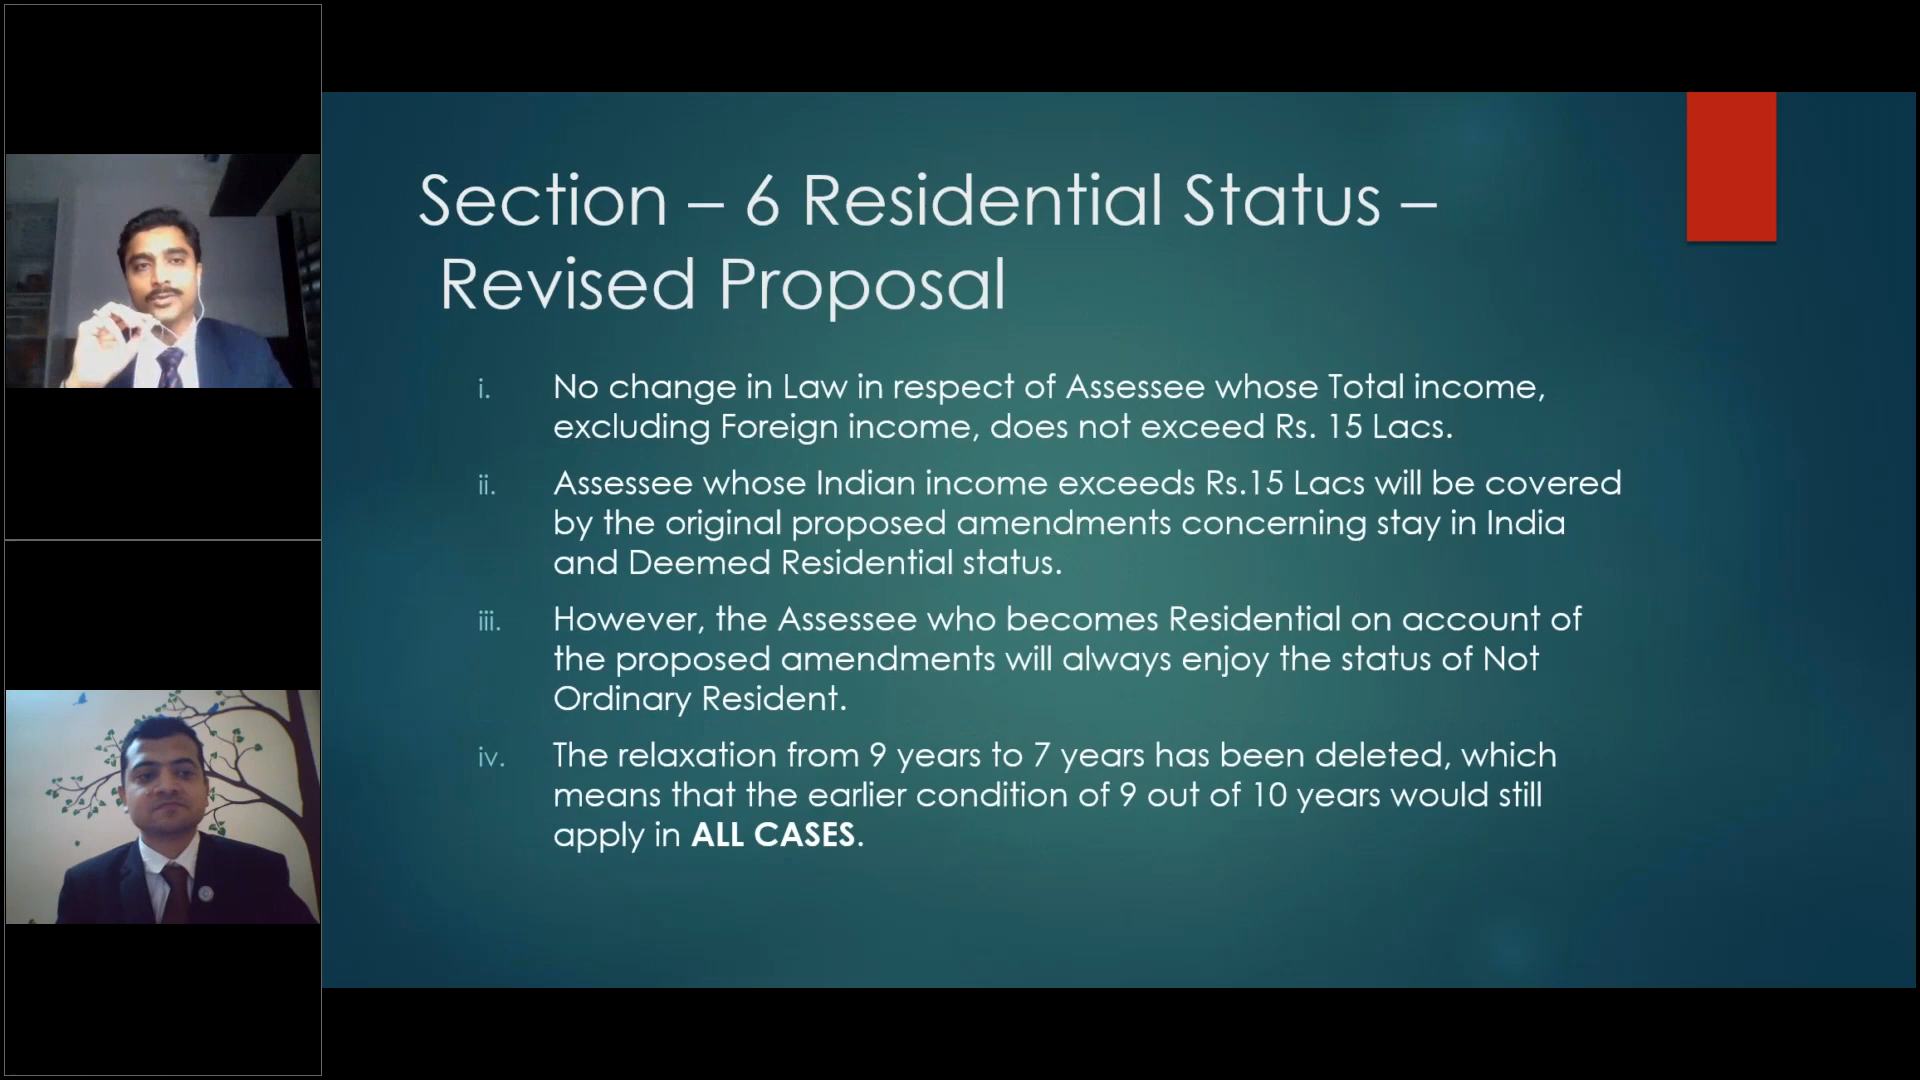 Section – 6 Residential Status –
Revised Proposal
i. No change in Law in respect of Assessee whose Total income,
excluding Foreign income, does not exceed Rs. 15 Lacs.
ii. Assessee whose Indian income exceeds Rs.15 Lacs will be covered
by the original proposed amendments concerning stay in India
and Deemed Residential status.
iii. However, the Assessee who becomes Residential on account of
the proposed amendments will always enjoy the status of Not
Ordinary Resident.
iv. The relaxation from 9 years to 7 years has been deleted, which
means that the earlier condition of 9 out of 10 years would still
apply in ALL CASES.